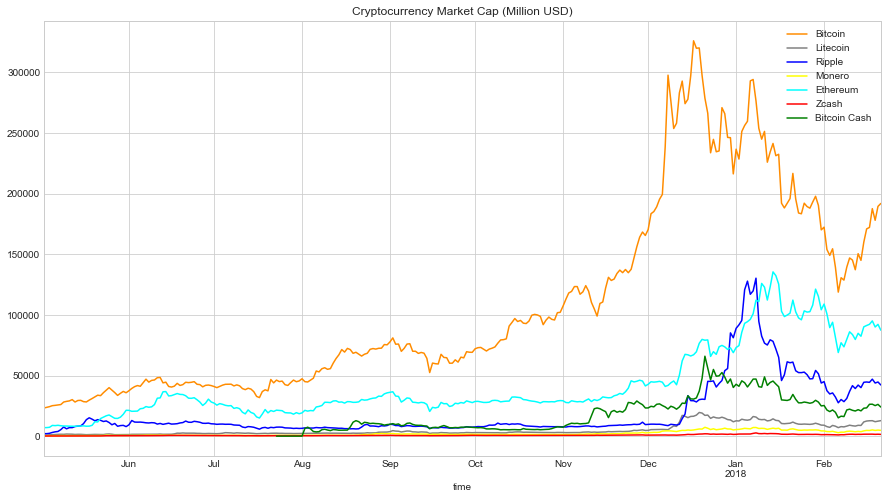 Cryptocurrency Market Cap (Million USD)
Bitcoin
Litecoin
Ripple
Monero
Ethereum
Zcash
Bitcoin Cash
300000
250000
200000
150000
100000
50000
0
Jun Jul Aug Sep Oct Nov Dec Jan Feb
2018
time